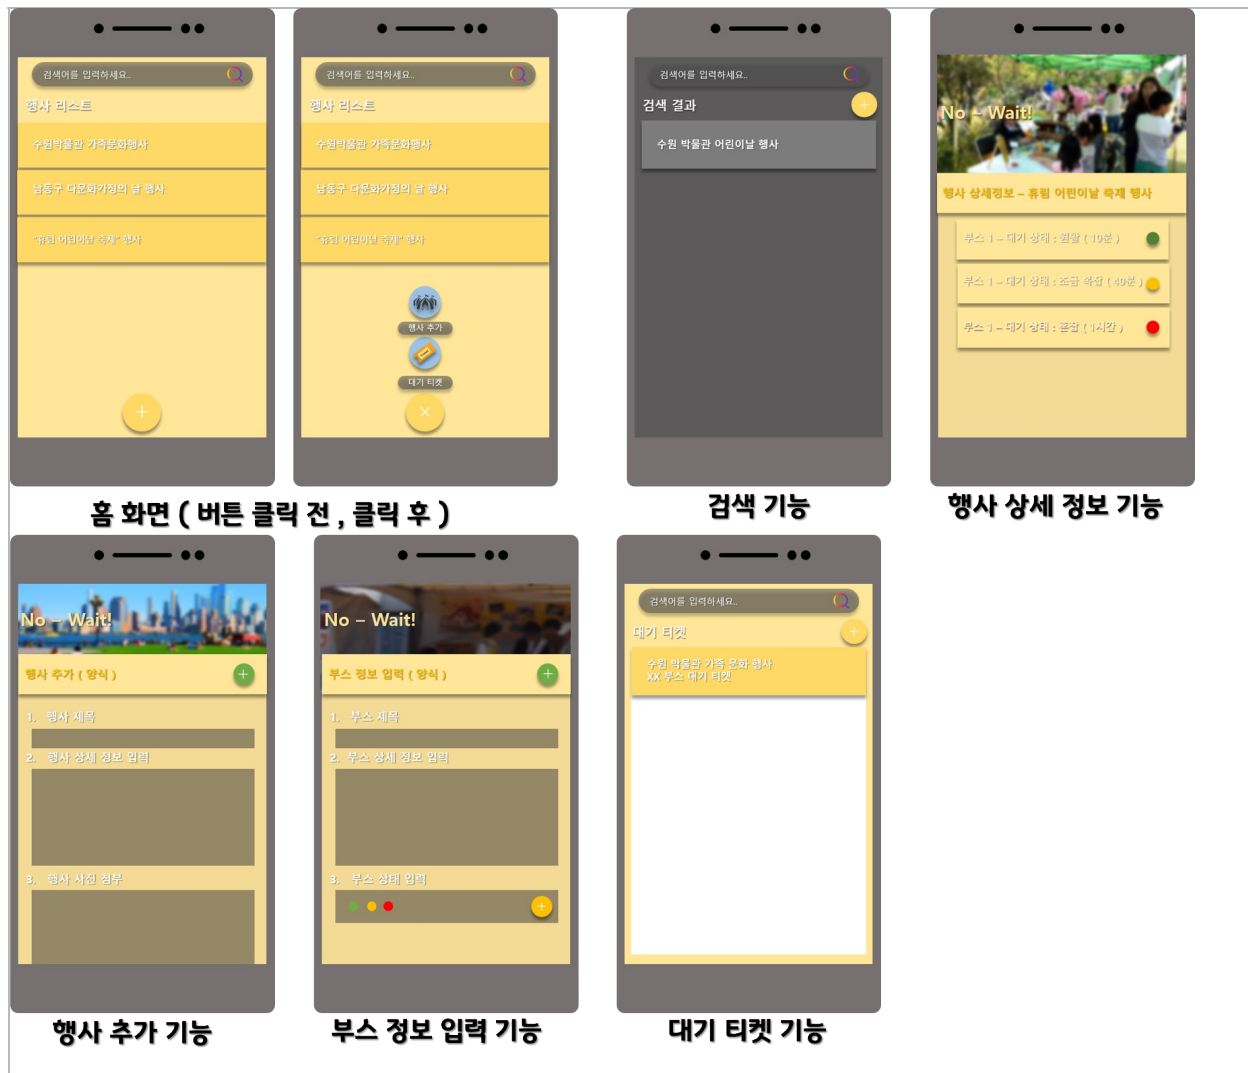 검색어를 입력하세요..
행사 리스트
수원박물관 가족문화행사
남동구 다문화가정의 날 행사
"휴림 어린이날 축제" 행사
+
검색어를 입력하세요..
행사 리스트
수원박물관 가족문화행사
남동구 다문화가정의 날 행사
"휴림 어린이날 축제" 행사
행사 추가
대기 티켓
×
홈 화면 ( 버튼 클릭 전 , 클릭 후 )
검색어를 입력하세요..
검색 결과
+
수원 박물관 어린이날 행사
검색 기능
No – Wait!
행사 상세정보 – 휴림 어린이날 축제 행사
부스 1 – 대기 상태 : 원활 ( 10분 )
부스 1 – 대기 상태 : 조금 혹잡 ( 40분 )
부스 1 – 대기 상태 : 혼잡 ( 1시간 )
행사 상세 정보 기능
No – Wait!
행사 추가 ( 양식 )
+
1. 행사 제목
2. 행사 상세 정보 입력
3. 행사 사진 첨부
행사 추가 기능
No – Wait!
부스 정보 입력 ( 양식 )
+
1. 부스 제목
2. 부스 상세 정보 입력
3. 부스 상태 입력
+
부스 정보 입력 기능
검색어를 입력하세요..
대기 티켓
+
수원 박물관 가족 문화 행사
XX 부스 대기 티켓
대기 티켓 기능